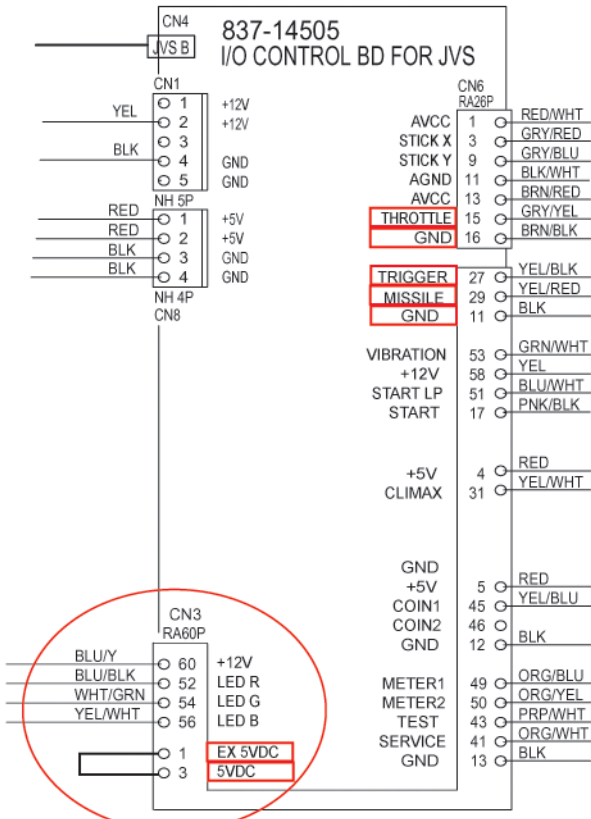 CN4
JVS B
837-14505
I/O CONTROL BD FOR JVS
CN1
1 +12V
YEL 2 +12V
3
BLK 4 GND
5 GND
NH 5P
RED 1 +5V
RED 2 +5V
BLK 3 GND
BLK 4 GND
NH 4P
CN8
CN6
RA26P
AVCC 1 RED/WHT
STICK X 3 GRY/RED
STICK Y 9 GRY/BLU
AGND 11 BLK/WHT
AVCC 13 BRN/RED
THROTTLE 15 GRY/YEL
GND 16 BRN/BLK
TRIGGER 27 YEL/BLK
MISSILE 29 YEL/RED
GND 11 BLK
VIBRATION 53 GRN/WHT
+12V 58 YEL
START LP 51 BLU/WHT
START 17 PNK/BLK
+5V 4 RED
CLIMAX 31 YEL/WHT
GND
+5V 5 RED
COIN1 45 YEL/BLU
COIN2 46
GND 12 BLK
METER1 49 ORG/BLU
METER2 50 ORG/YEL
TEST 43 PRP/WHT
SERVICE 41 ORG/WHT
GND 13 BLK
CN3
RA60P
BLU/Y 60 +12V
BLU/BLK 52 LED R
WHT/GRN 54 LED G
YEL/WHT 56 LED B
1 EX 5VDC
3 5VDC